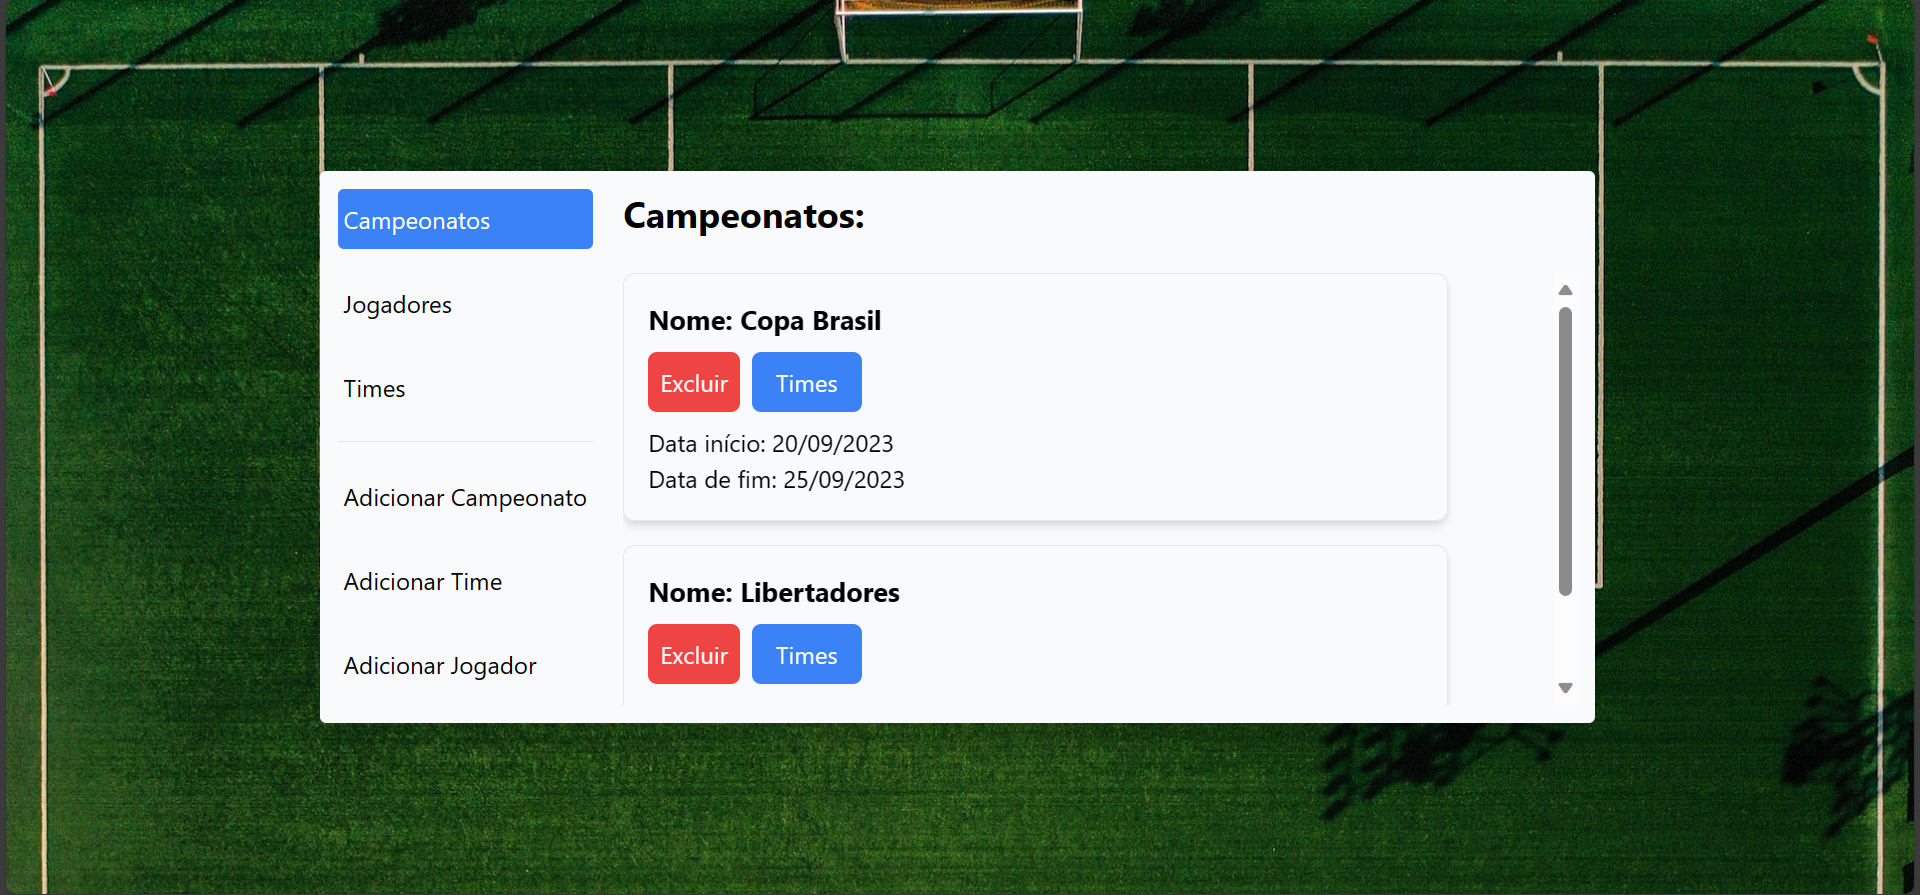 Campeonatos
Jogadores
Times
Adicionar Campeonato
Adicionar Time
Adicionar Jogador
Campeonatos:
Nome: Copa Brasil
Excluir Times
Data início: 20/09/2023
Data de fim: 25/09/2023
Nome: Libertadores
Excluir Times